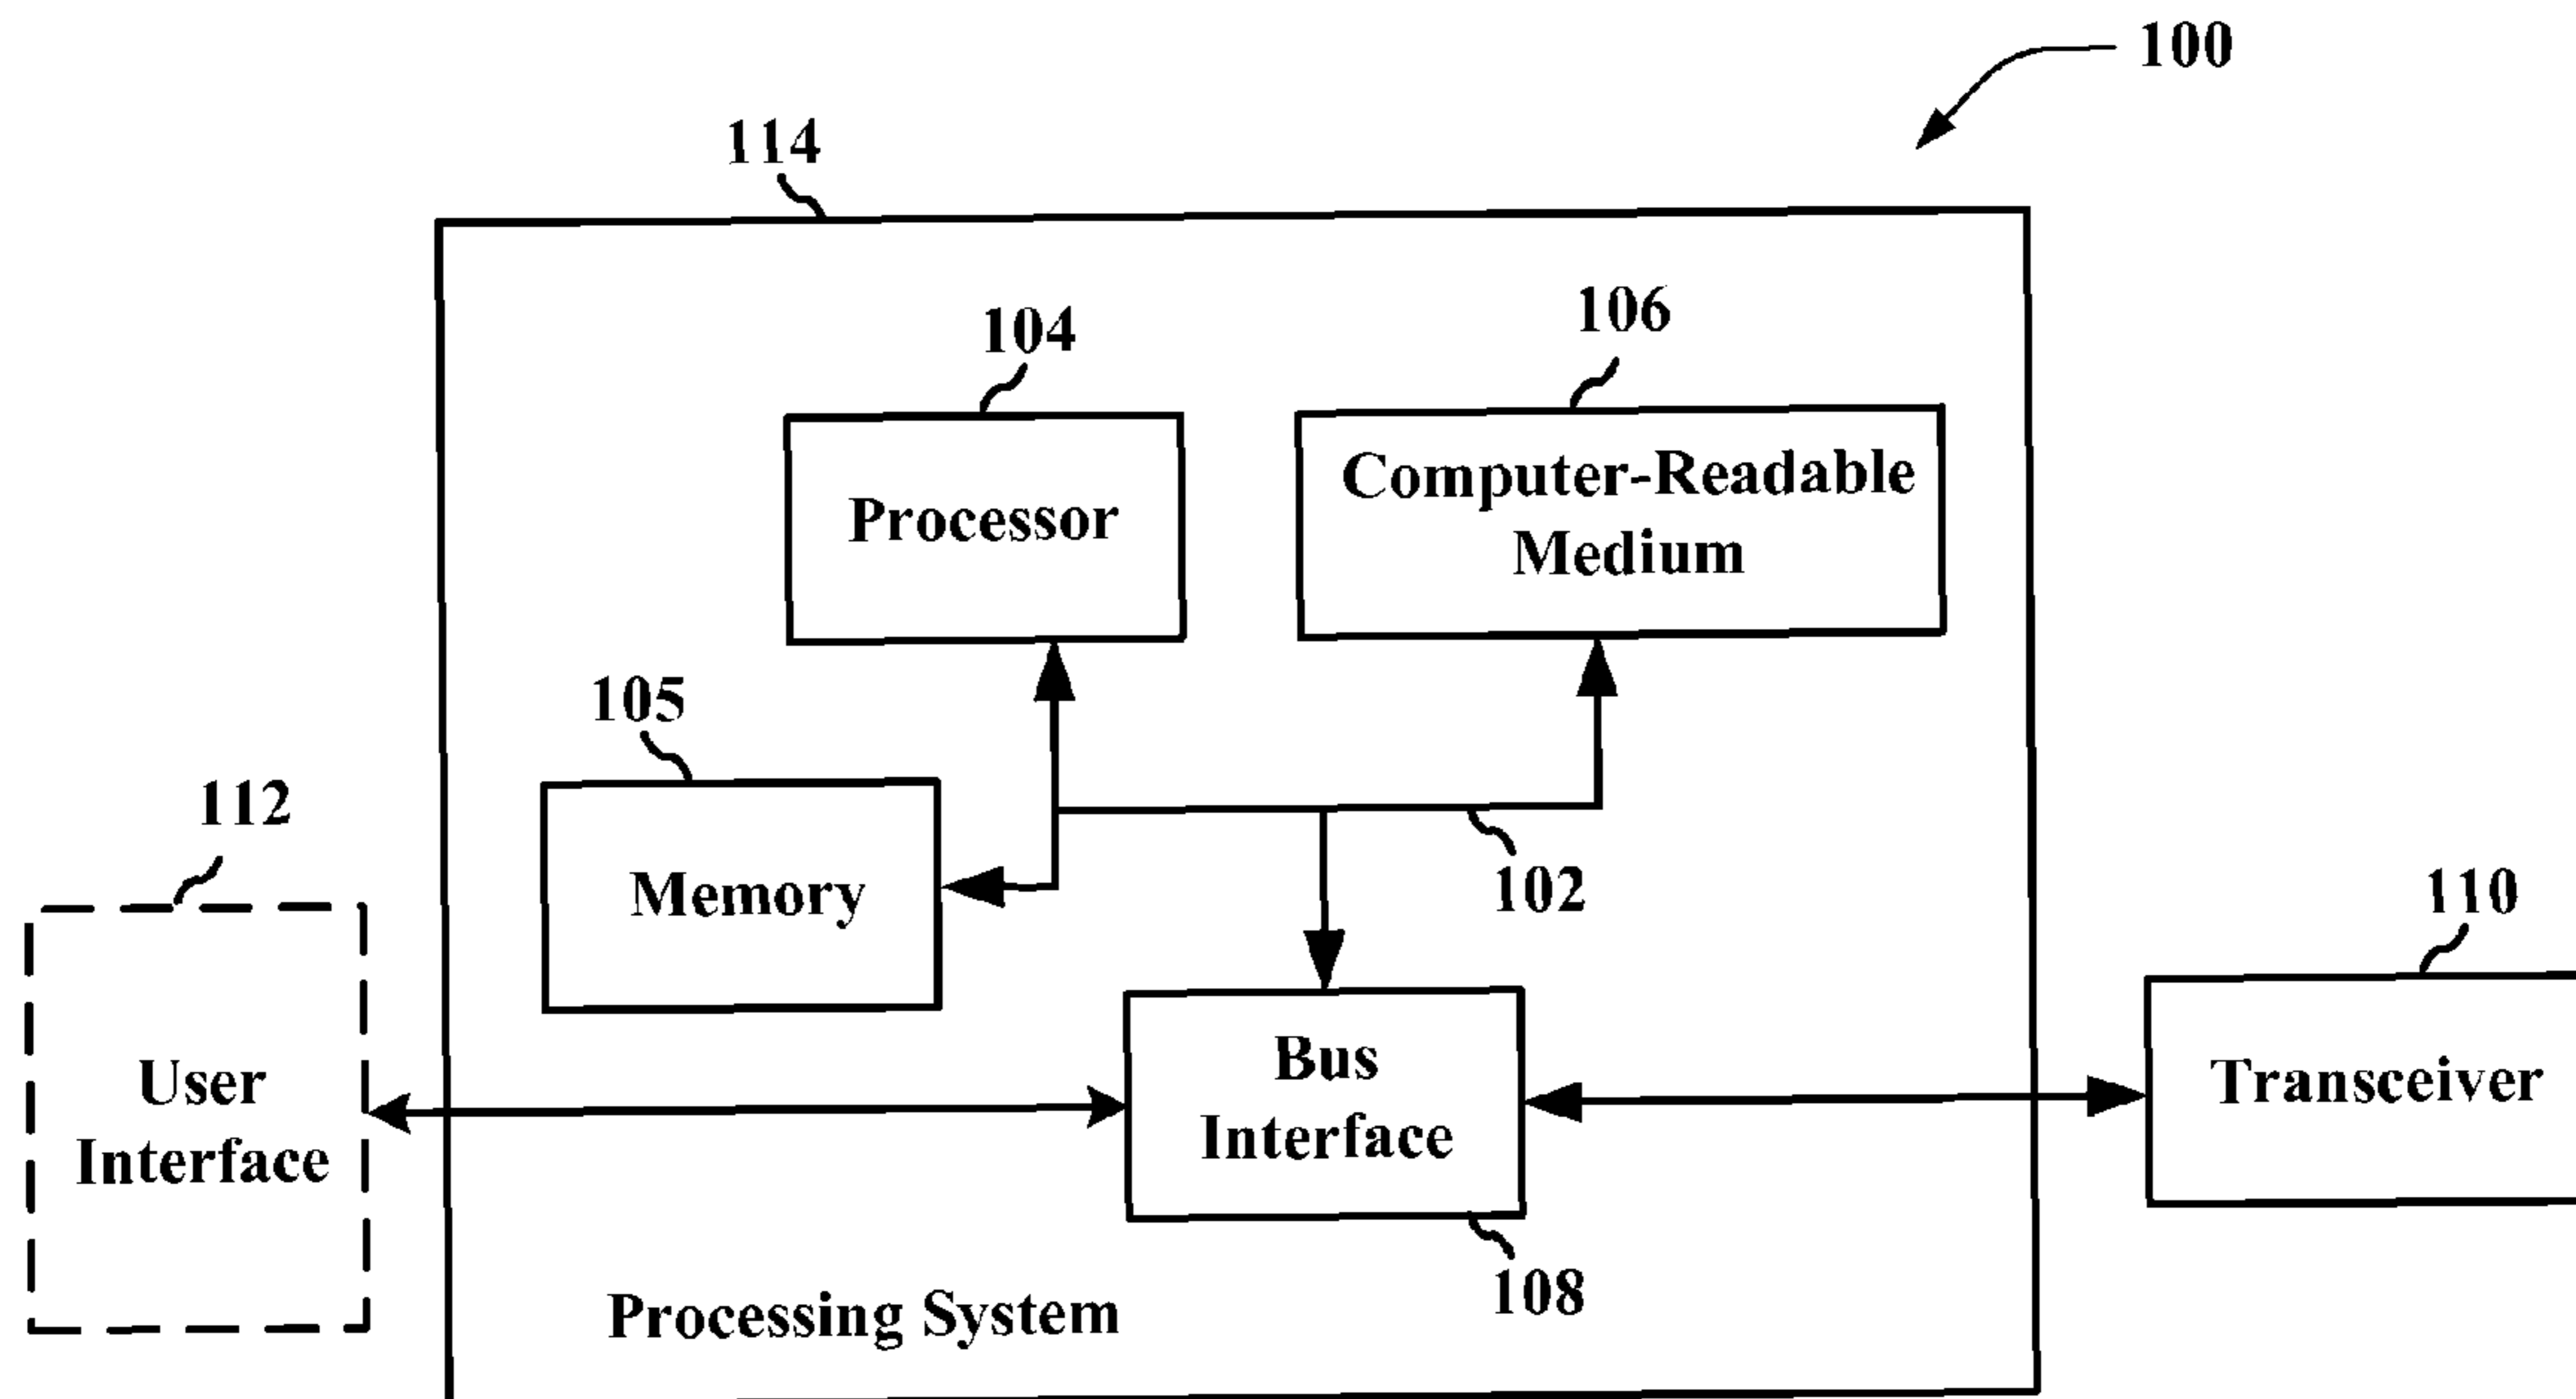 100
114
104
106
Processor
Computer-Readable
Medium
105
112
Memory
102
110
User
Interface
Bus
Interface
Transceiver
108
Processing System